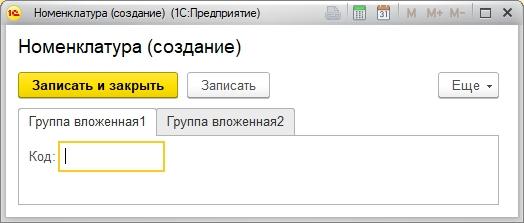 Номенклатура (создание) (1С:Предприятие)
M M+ M-
Номенклатура (создание)
Записать и закрыть Записать Еще
Группа вложенная1 Группа вложенная2
Код: